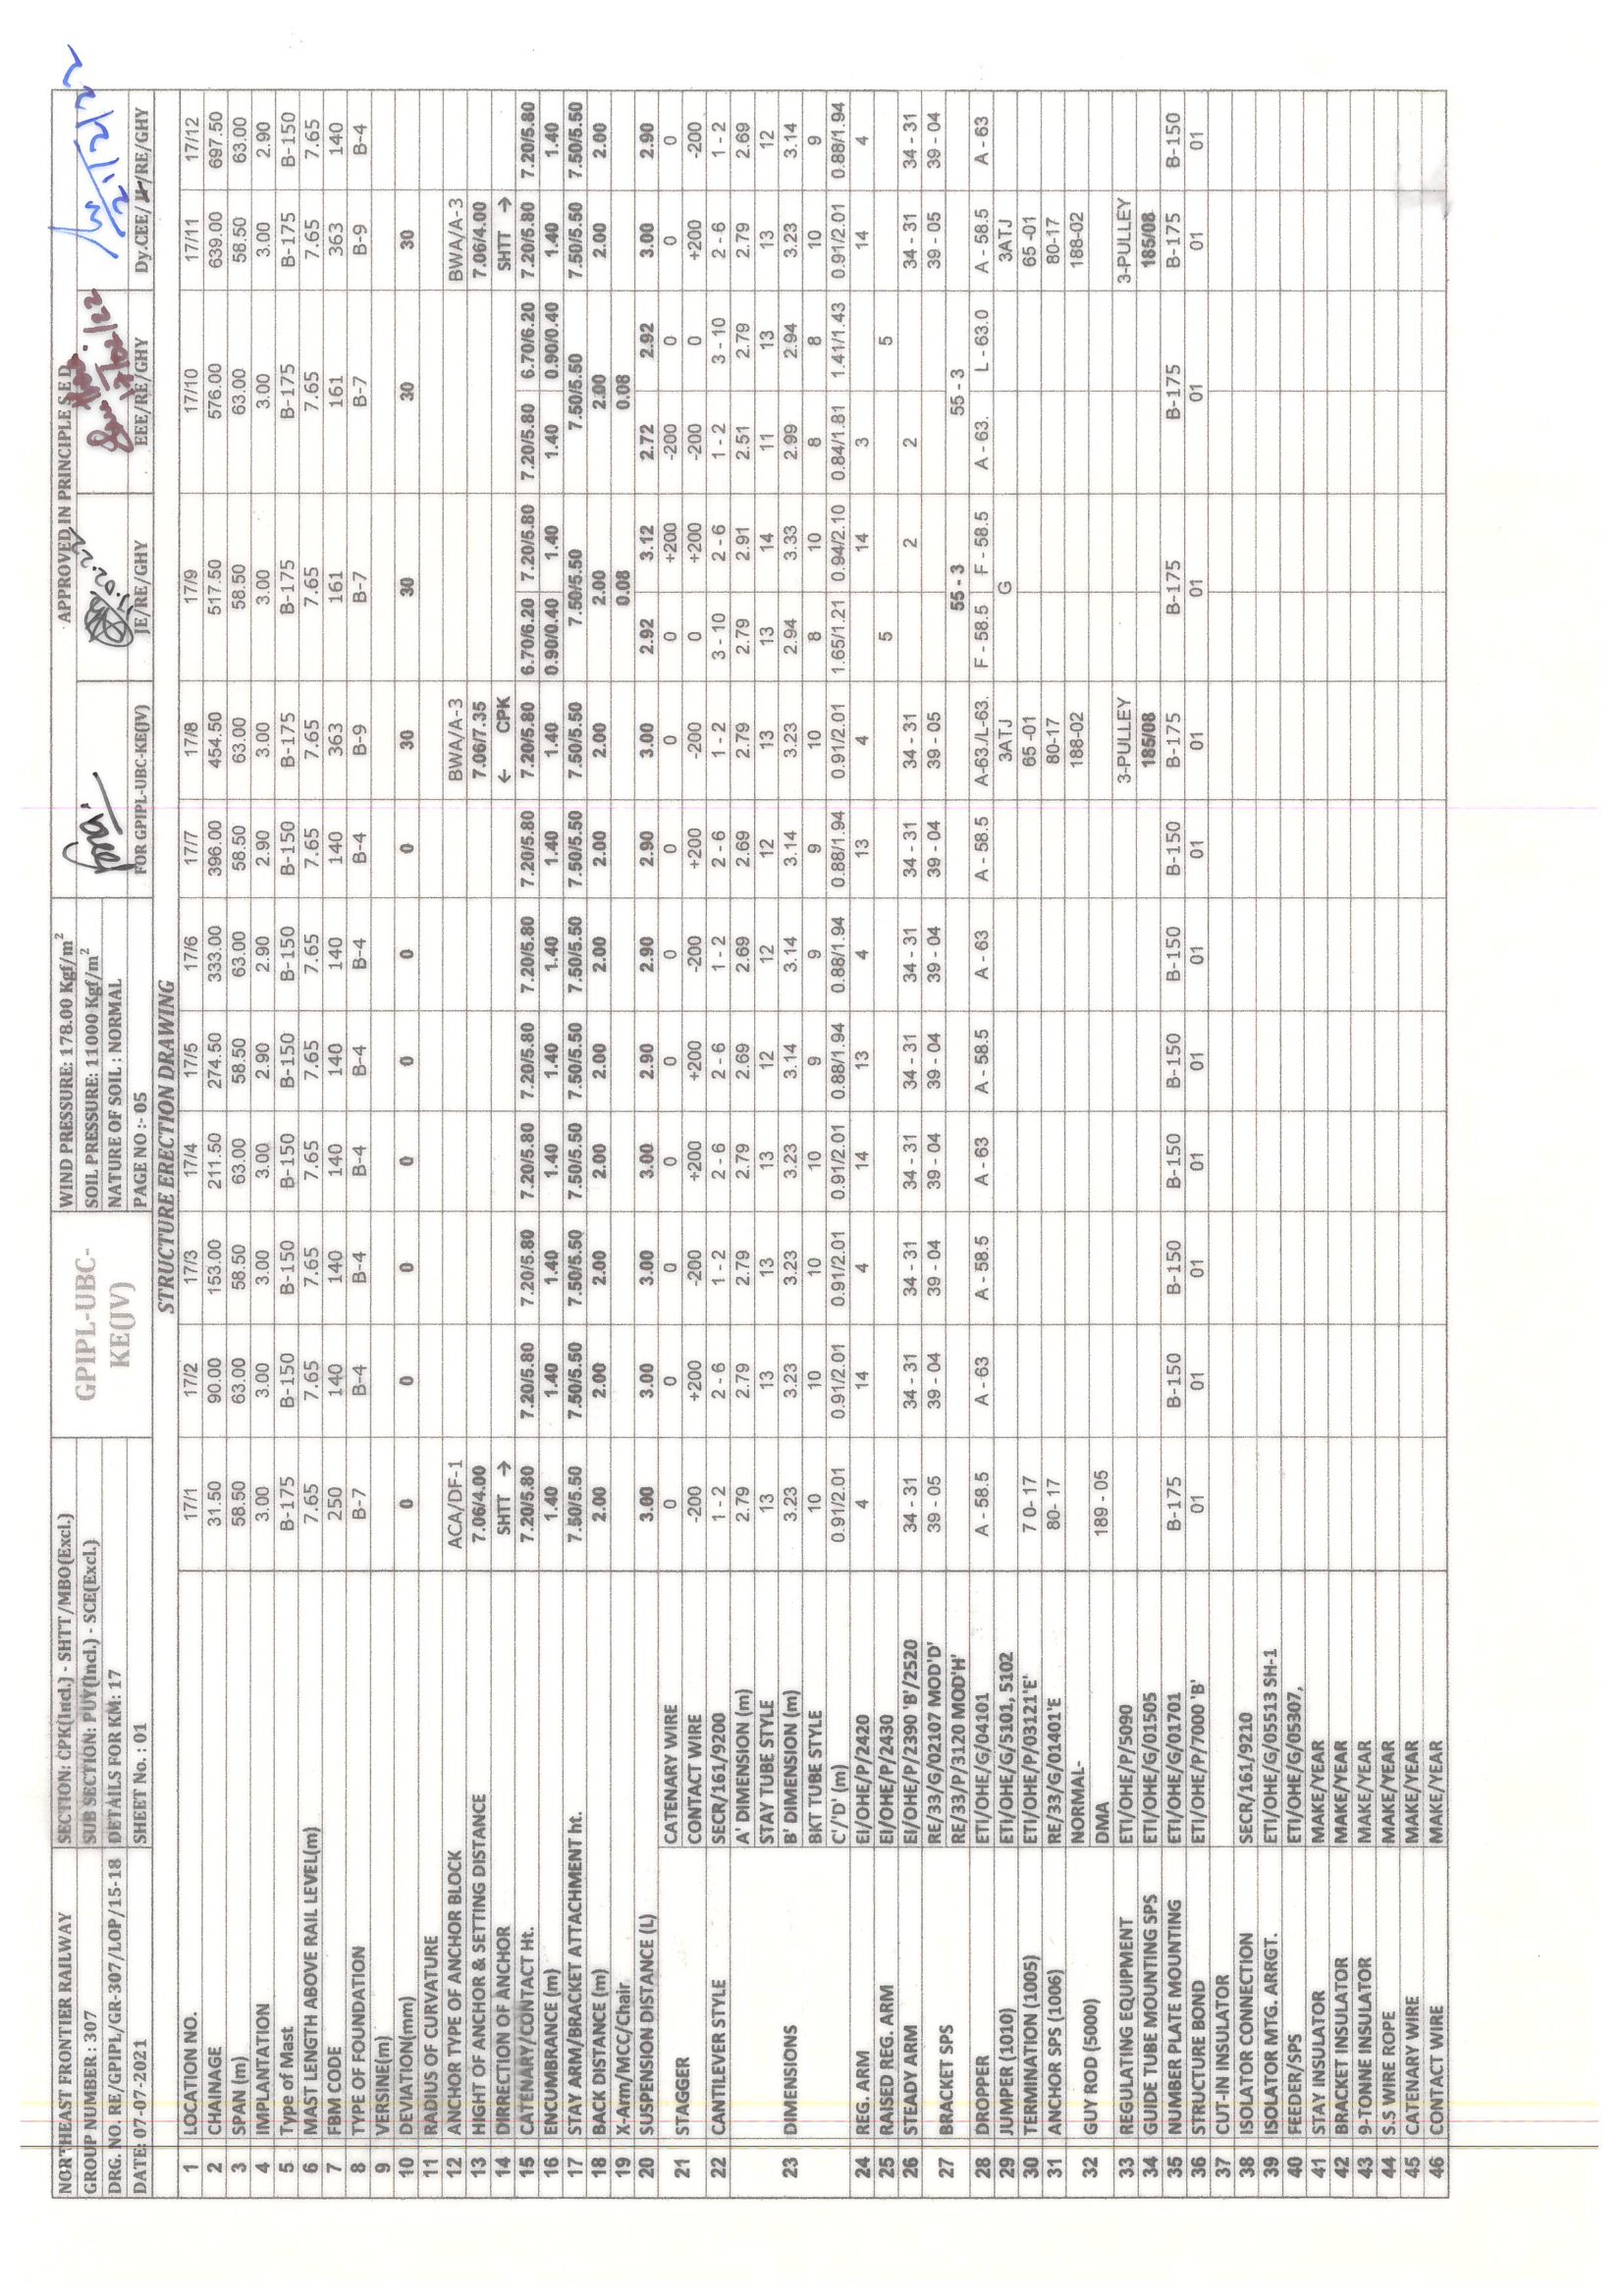 NORTHEAST FRONTIER RAILWAY SECTION: CPK(Incl.) - SHTT/MBO(Excl.) GPIPL-UBC-KE(JV) WIND PRESSURE: 178.00 Kgf/m² APPROVED IN PRINCIPLE S E D
GROUP NUMBER : 307 SUB SECTION: PUY(Incl.) - SCE(Excl.) SOIL PRESSURE: 11000 Kgf/m²
DRG. NO. RE/GPIPL/GR-307/LOP/15-18 DETAILS FOR KM: 17 NATURE OF SOIL : NORMAL
DATE: 07-07-2021 SHEET No. : 01 PAGE NO :- 05 FOR GPIPL-UBC-KE(JV) JE/RE/GHY EEE/RE/GHY Dy.CEE/ /RE/GHY
STRUCTURE ERECTION DRAWING
1 LOCATION NO. 17/1 17/2 17/3 17/4 17/5 17/6 17/7 17/8 17/9 17/10 17/11 17/12
2 CHAINAGE 31.50 90.00 153.00 211.50 274.50 333.00 396.00 454.50 517.50 576.00 639.00 697.50
3 SPAN (m) 58.50 63.00 58.50 63.00 58.50 63.00 58.50 63.00 58.50 63.00 58.50 63.00
4 IMPLANTATION 3.00 3.00 3.00 3.00 2.90 2.90 2.90 3.00 3.00 3.00 3.00 2.90
5 Type of Mast B-175 B-150 B-150 B-150 B-150 B-150 B-150 B-175 B-175 B-175 B-175 B-150
6 MAST LENGTH ABOVE RAIL LEVEL(m) 7.65 7.65 7.65 7.65 7.65 7.65 7.65 7.65 7.65 7.65 7.65 7.65
7 FBM CODE 250 140 140 140 140 140 140 363 161 161 363 140
8 TYPE OF FOUNDATION B-7 B-4 B-4 B-4 B-4 B-4 B-4 B-9 B-7 B-7 B-9 B-4
9 VERSINE(m)
10 DEVIATION(mm) 0 0 0 0 0 0 0 30 30 30 30
11 RADIUS OF CURVATURE
12 ANCHOR TYPE OF ANCHOR BLOCK ACA/DF-1 BWA/A-3 BWA/A-3
13 HIGHT OF ANCHOR & SETTING DISTANCE 7.06/4.00 7.06/7.35 7.06/4.00
14 DIRRECTION OF ANCHOR SHTT → ← CPK SHTT →
15 CATENARY/CONTACT Ht. 7.20/5.80 7.20/5.80 7.20/5.80 7.20/5.80 7.20/5.80 7.20/5.80 7.20/5.80 7.20/5.80 6.70/6.20 7.20/5.80 7.20/5.80 6.70/6.20 7.20/5.80 7.20/5.80
16 ENCUMBRANCE (m) 1.40 1.40 1.40 1.40 1.40 1.40 1.40 1.40 0.90/0.40 1.40 1.40 0.90/0.40 1.40 1.40
17 STAY ARM/BRACKET ATTACHMENT ht. 7.50/5.50 7.50/5.50 7.50/5.50 7.50/5.50 7.50/5.50 7.50/5.50 7.50/5.50 7.50/5.50 7.50/5.50 7.50/5.50 7.50/5.50 7.50/5.50
18 BACK DISTANCE (m) 2.00 2.00 2.00 2.00 2.00 2.00 2.00 2.00 2.00 2.00 2.00 2.00
19 X-Arm/MCC/Chair 0.08 0.08
20 SUSPENSION DISTANCE (L) 3.00 3.00 3.00 3.00 2.90 2.90 2.90 3.00 2.92 3.12 2.72 2.92 3.00 2.90
21 STAGGER CATENARY WIRE 0 0 0 0 0 0 0 0 0 +200 -200 0 0 0
CONTACT WIRE -200 +200 -200 +200 +200 -200 +200 -200 0 +200 -200 0 +200 -200
22 CANTILEVER STYLE SECR/161/9200 1 - 2 2 - 6 1 - 2 2 - 6 2 - 6 1 - 2 2 - 6 1 - 2 3 - 10 2 - 6 1 - 2 3 - 10 2 - 6 1 - 2
23 DIMENSIONS A' DIMENSION (m) 2.79 2.79 2.79 2.79 2.69 2.69 2.69 2.79 2.79 2.91 2.51 2.79 2.79 2.69
STAY TUBE STYLE 13 13 13 13 12 12 12 13 13 14 11 13 13 12
B' DIMENSION (m) 3.23 3.23 3.23 3.23 3.14 3.14 3.14 3.23 2.94 3.33 2.99 2.94 3.23 3.14
BKT TUBE STYLE 10 10 10 10 9 9 9 10 8 10 8 8 10 9
C'/'D' (m) 0.91/2.01 0.91/2.01 0.91/2.01 0.91/2.01 0.88/1.94 0.88/1.94 0.88/1.94 0.91/2.01 1.65/1.21 0.94/2.10 0.84/1.81 1.41/1.43 0.91/2.01 0.88/1.94
24 REG. ARM EI/OHE/P/2420 4 14 4 14 13 4 13 4 14 3 14 4
25 RAISED REG. ARM EI/OHE/P/2430 5 5
26 STEADY ARM EI/OHE/P/2390 'B'/2520 34 - 31 34 - 31 34 - 31 34 - 31 34 - 31 34 - 31 34 - 31 34 - 31 2 2 34 - 31 34 - 31
27 BRACKET SPS RE/33/G/02107 MOD'D' 39 - 05 39 - 04 39 - 04 39 - 04 39 - 04 39 - 04 39 - 04 39 - 05 39 - 05 39 - 04
RE/33/P/3120 MOD'H' 55 - 3 55 - 3
28 DROPPER ETI/OHE/G/04101 A - 58.5 A - 63 A - 58.5 A - 63 A - 58.5 A - 63 A - 58.5 A-63./L-63. F - 58.5 F - 58.5 A - 63. L - 63.0 A - 58.5 A - 63
29 JUMPER (1010) ETI/OHE/G/5101, 5102 3ATJ G 3ATJ
30 TERMINATION (1005) ETI/OHE/P/03121'E' 7 0- 17 65 -01 65 -01
31 ANCHOR SPS (1006) RE/33/G/01401'E 80- 17 80-17 80-17
32 GUY ROD (5000) NORMAL- 188-02 188-02
DMA 189 - 05
33 REGULATING EQUIPMENT ETI/OHE/P/5090 3-PULLEY 3-PULLEY
34 GUIDE TUBE MOUNTING SPS ETI/OHE/G/01505 185/08 185/08
35 NUMBER PLATE MOUNTING ETI/OHE/G/01701 B-175 B-150 B-150 B-150 B-150 B-150 B-150 B-175 B-175 B-175 B-175 B-150
36 STRUCTURE BOND ETI/OHE/P/7000 'B' 01 01 01 01 01 01 01 01 01 01 01 01
37 CUT-IN INSULATOR
38 ISOLATOR CONNECTION SECR/161/9210
39 ISOLATOR MTG. ARRGT. ETI/OHE/G/05513 SH-1
40 FEEDER/SPS ETI/OHE/G/05307,
41 STAY INSULATOR MAKE/YEAR
42 BRACKET INSULATOR MAKE/YEAR
43 9-TONNE INSULATOR MAKE/YEAR
44 S.S WIRE ROPE MAKE/YEAR
45 CATENARY WIRE MAKE/YEAR
46 CONTACT WIRE MAKE/YEAR